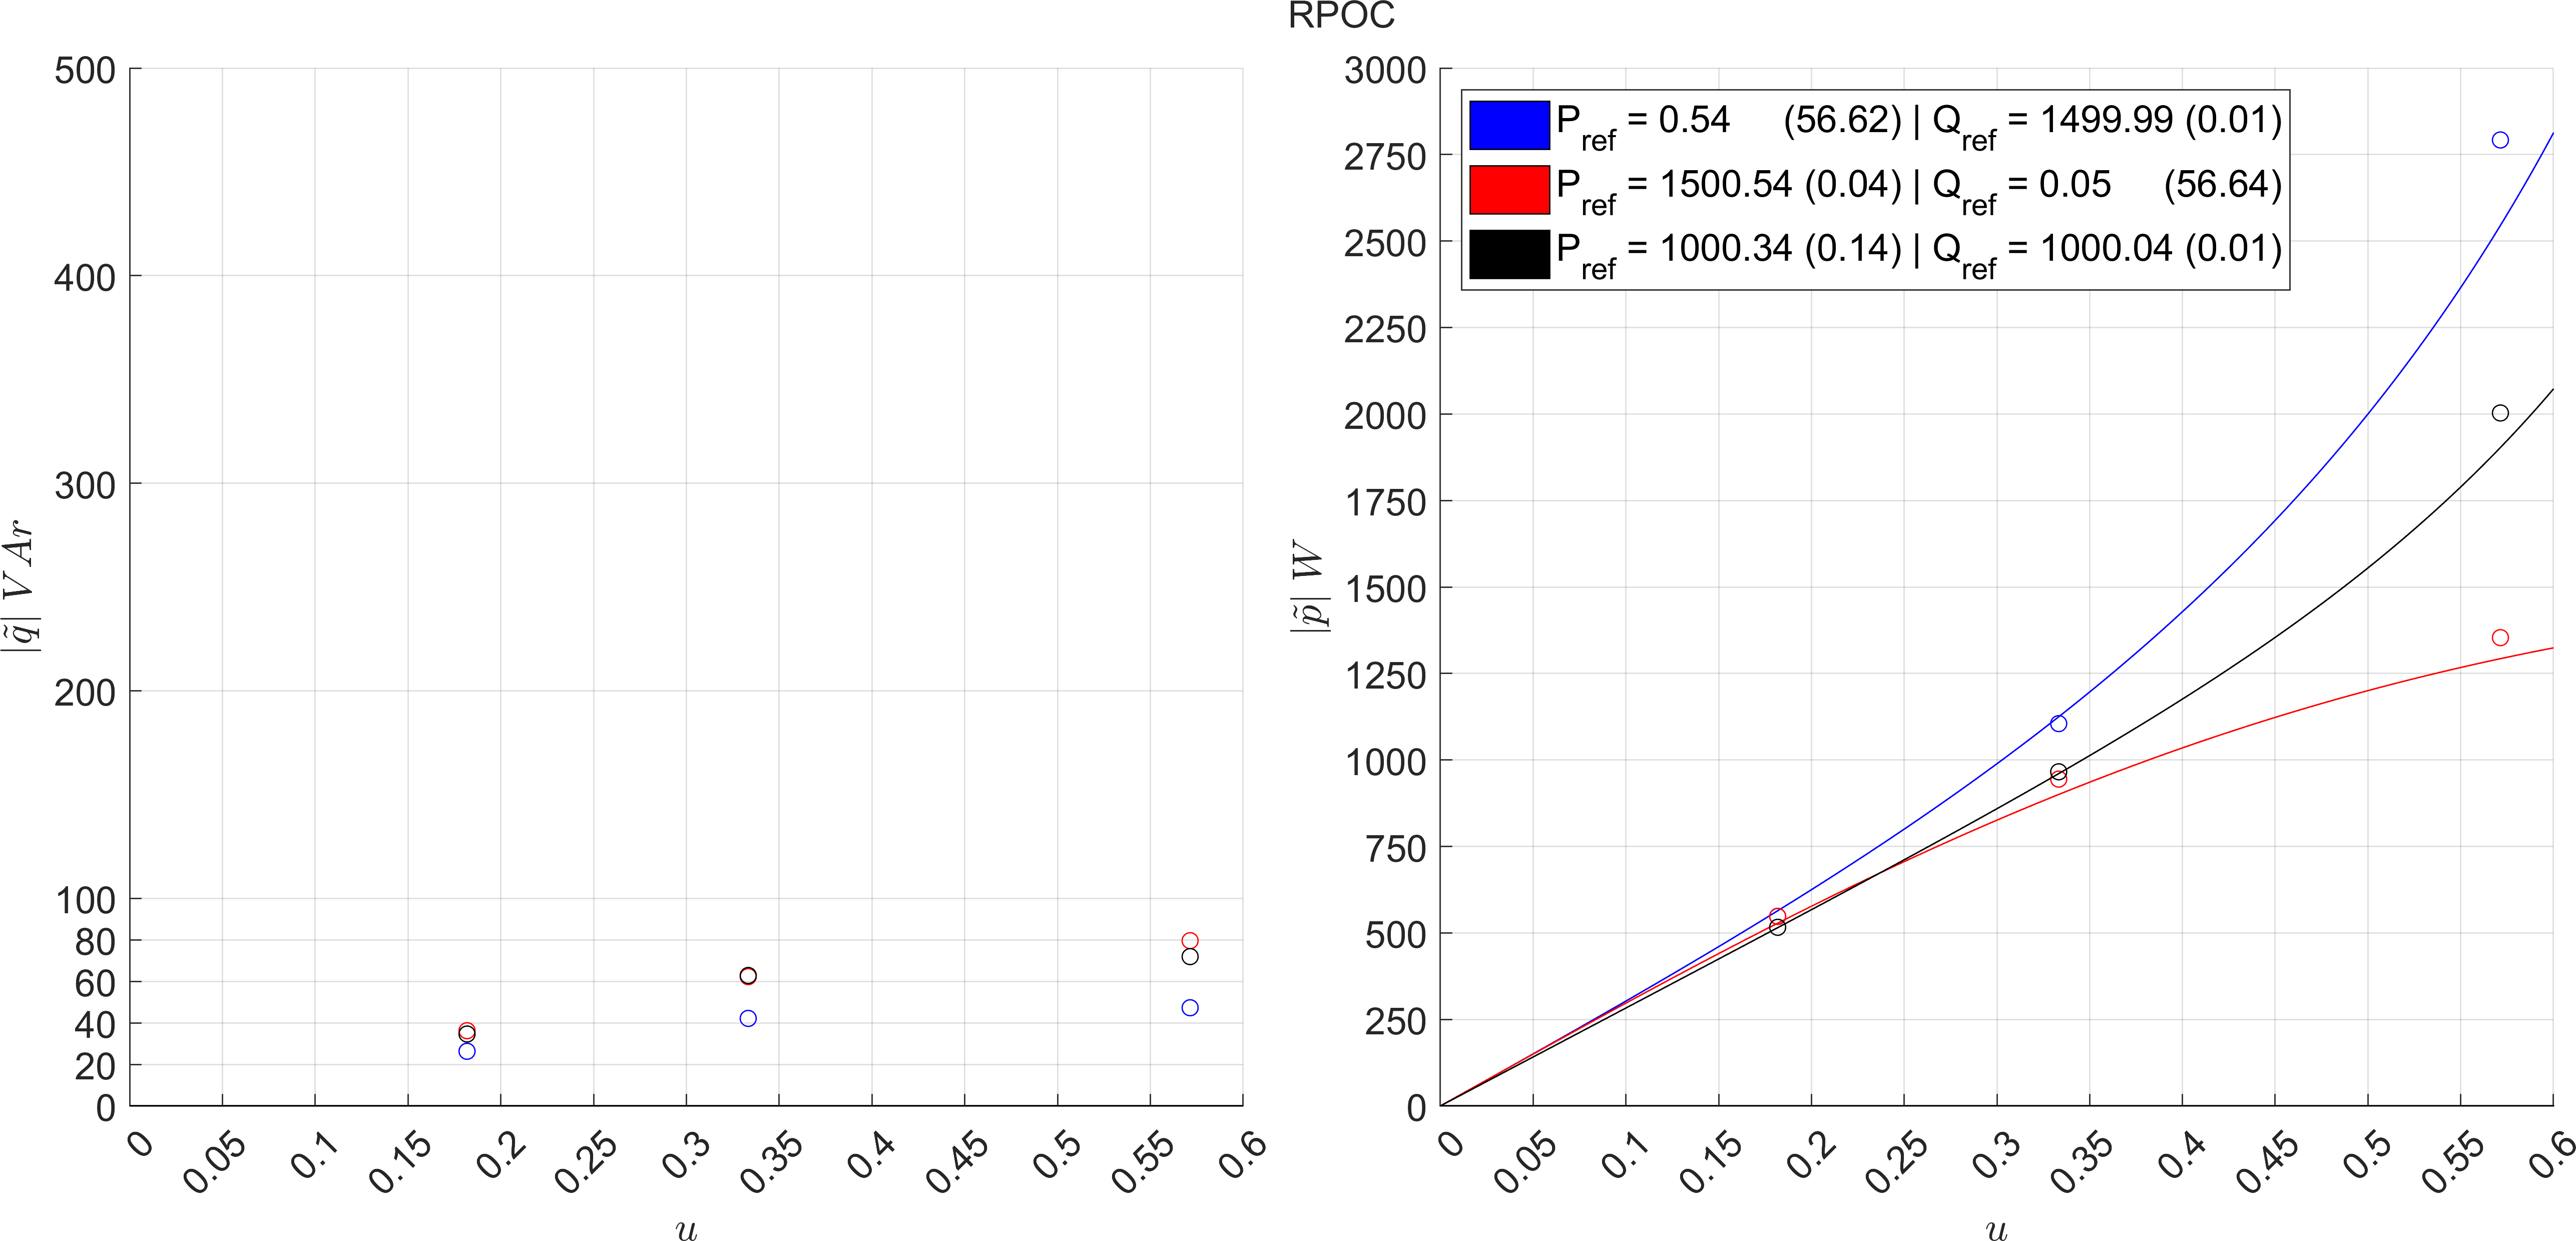 RPOC
500
400
300
200
100
80
60
40
20
0
|q̃| V Ar
0 0.05 0.1 0.15 0.2 0.25 0.3 0.35 0.4 0.45 0.5 0.55 0.6
u
3000
2750
2500
2250
2000
1750
1500
1250
1000
750
500
250
0
|p̃| W
P_ref = 0.54 (56.62) | Q_ref = 1499.99 (0.01)
P_ref = 1500.54 (0.04) | Q_ref = 0.05 (56.64)
P_ref = 1000.34 (0.14) | Q_ref = 1000.04 (0.01)
0 0.05 0.1 0.15 0.2 0.25 0.3 0.35 0.4 0.45 0.5 0.55 0.6
u